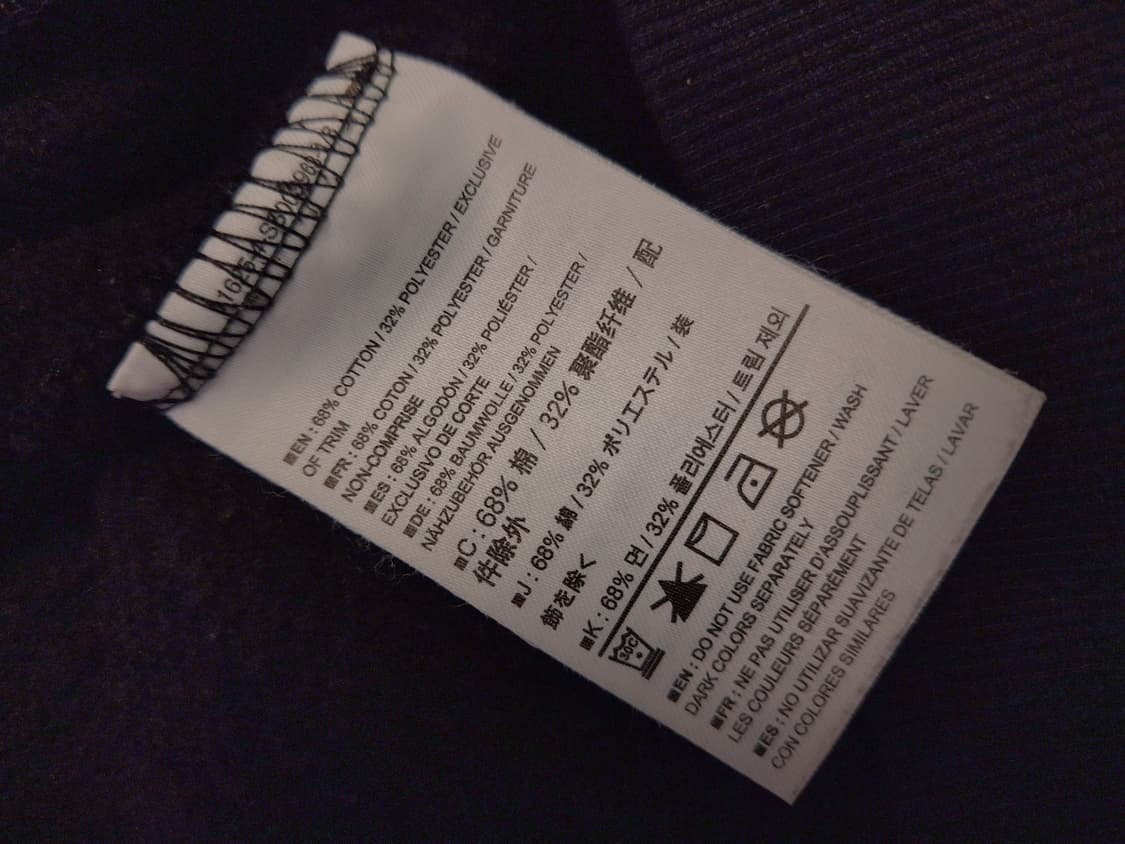 EN : 68% COTTON / 32% POLYESTER / EXCLUSIVE
OF TRIM
FR : 68% COTON / 32% POLYESTER / GARNITURE
NON-COMPRISE
ES : 68% ALGODÓN / 32% POLIÉSTER /
EXCLUSIVO DE CORTE
DE : 68% BAUMWOLLE / 32% POLYESTER /
NÄHZUBEHÖR AUSGENOMMEN
C : 68% 棉 / 32% 聚酯纤维 / 配
件除外
J : 68% 綿 / 32% ポリエステル / 装
飾を除く
K : 68% 면 / 32% 폴리에스터 / 트림 제외
30C
EN : DO NOT USE FABRIC SOFTENER / WASH
DARK COLORS SEPARATELY
FR : NE PAS UTILISER D'ASSOUPLISSANT / LAVER
LES COULEURS SÉPARÉMENT
ES : NO UTILIZAR SUAVIZANTE DE TELAS / LAVAR
CON COLORES SIMILARES